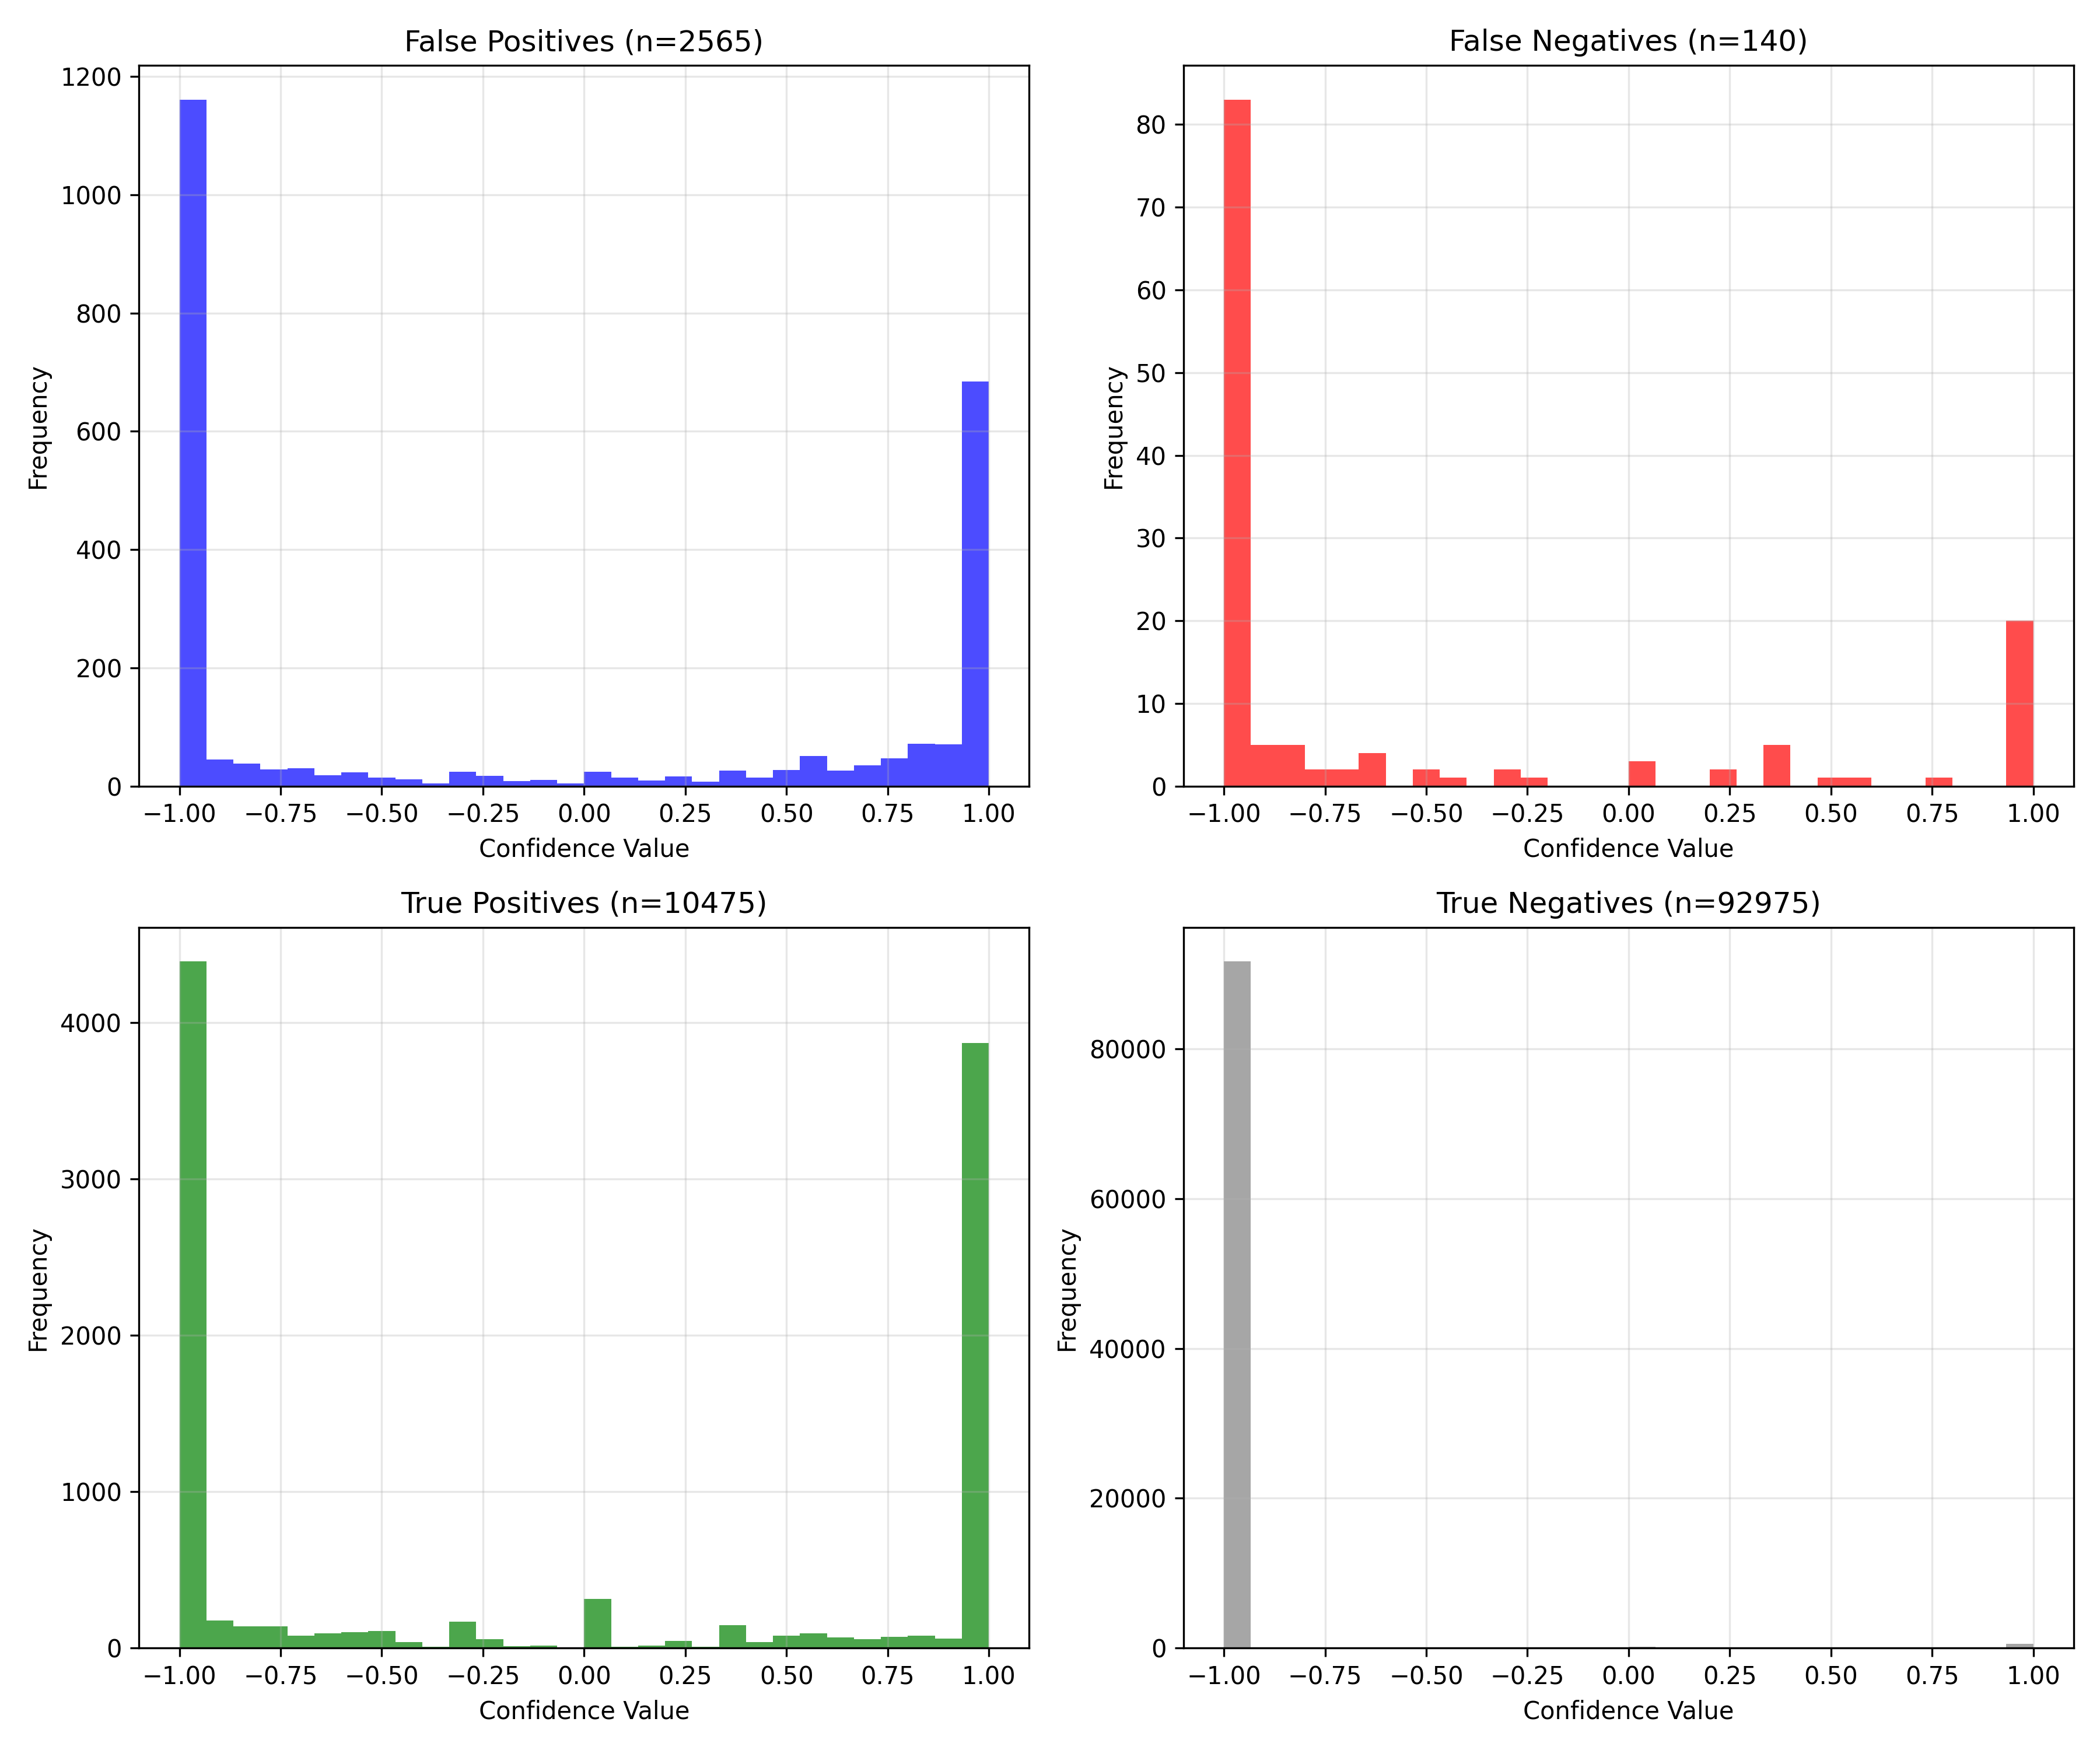 False Positives (n=2565)
1200
1000
800
600
400
200
0
Frequency
−1.00 −0.75 −0.50 −0.25 0.00 0.25 0.50 0.75 1.00
Confidence Value
False Negatives (n=140)
80
70
60
50
40
30
20
10
0
Frequency
−1.00 −0.75 −0.50 −0.25 0.00 0.25 0.50 0.75 1.00
Confidence Value
True Positives (n=10475)
4000
3000
2000
1000
0
Frequency
−1.00 −0.75 −0.50 −0.25 0.00 0.25 0.50 0.75 1.00
Confidence Value
True Negatives (n=92975)
80000
60000
40000
20000
0
Frequency
−1.00 −0.75 −0.50 −0.25 0.00 0.25 0.50 0.75 1.00
Confidence Value